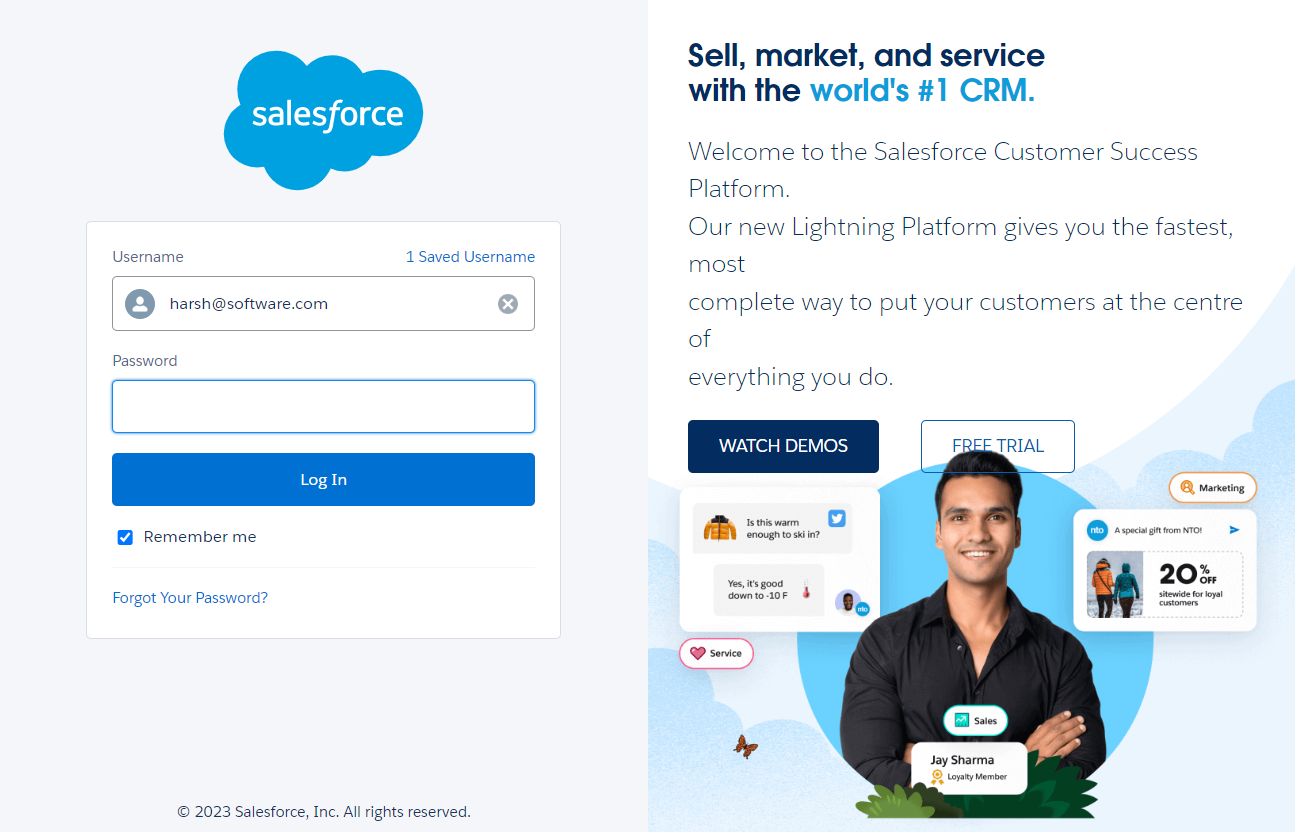 salesforce
Username
1 Saved Username
harsh@software.com
Password
Log In
Remember me
Forgot Your Password?
© 2023 Salesforce, Inc. All rights reserved.
Sell, market, and service
with the world's #1 CRM.
Welcome to the Salesforce Customer Success
Platform.
Our new Lightning Platform gives you the fastest,
most
complete way to put your customers at the centre
of
everything you do.
WATCH DEMOS
FREE TRIAL
Is this warm
enough to ski in?
Yes, it's good
down to -10 F
nto
Service
Marketing
nto
A special gift from NTO!
20% OFF
sitewide for loyal
customers
Sales
Jay Sharma
Loyalty Member